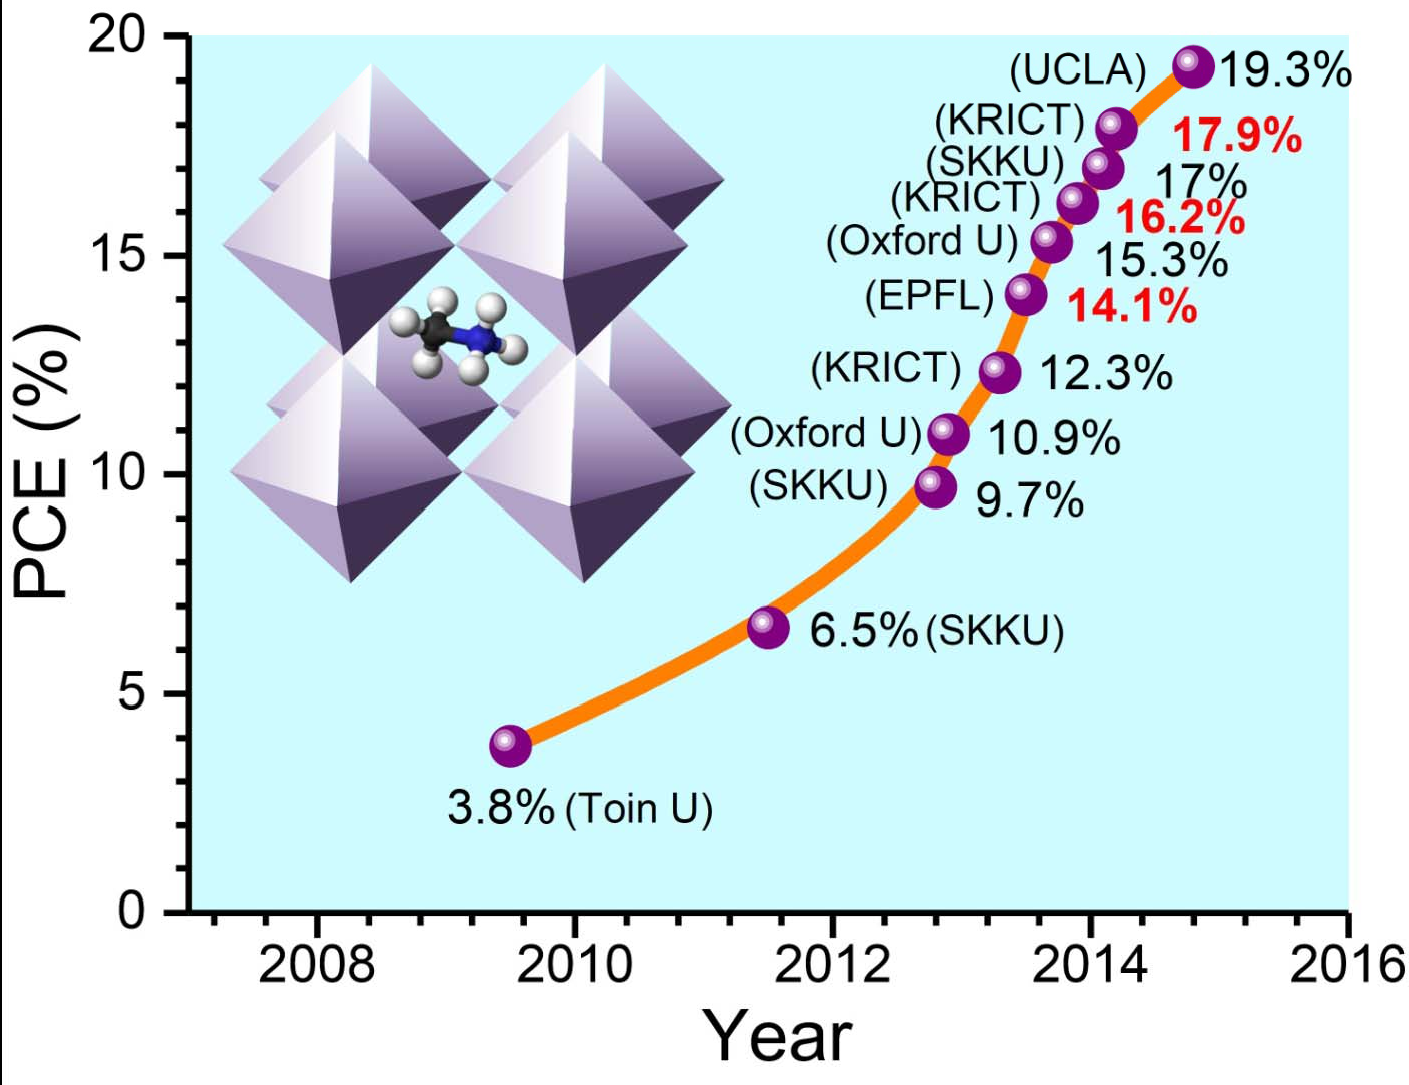 20
(UCLA) 19.3%
(KRICT) 17.9%
(SKKU) 17%
(KRICT) 16.2%
(Oxford U) 15.3%
15
(EPFL) 14.1%
(KRICT) 12.3%
(Oxford U) 10.9%
10
(SKKU) 9.7%
6.5% (SKKU)
5
3.8% (Toin U)
0
PCE (%)
2008 2010 2012 2014 2016
Year